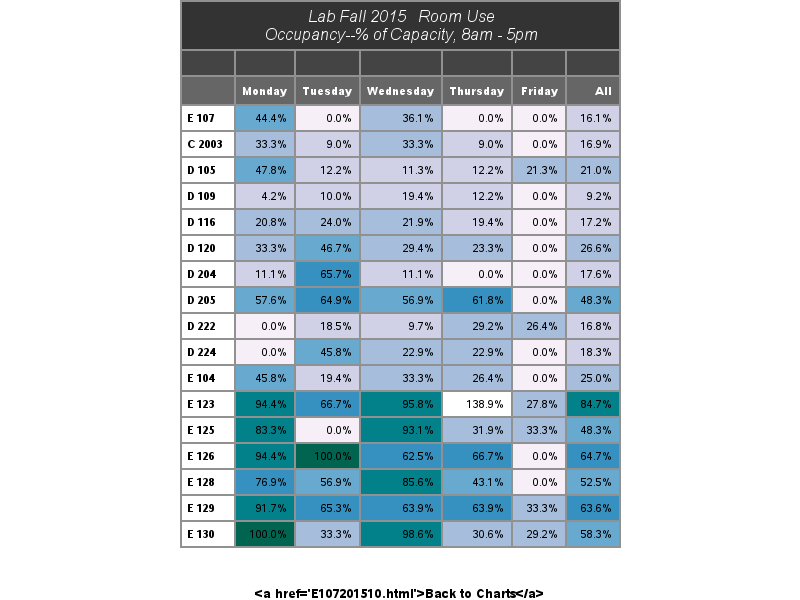 Lab Fall 2015 Room Use
Occupancy--% of Capacity, 8am - 5pm
Monday Tuesday Wednesday Thursday Friday All
E 107 44.4% 0.0% 36.1% 0.0% 0.0% 16.1%
C 2003 33.3% 9.0% 33.3% 9.0% 0.0% 16.9%
D 105 47.8% 12.2% 11.3% 12.2% 21.3% 21.0%
D 109 4.2% 10.0% 19.4% 12.2% 0.0% 9.2%
D 116 20.8% 24.0% 21.9% 19.4% 0.0% 17.2%
D 120 33.3% 46.7% 29.4% 23.3% 0.0% 26.6%
D 204 11.1% 65.7% 11.1% 0.0% 0.0% 17.6%
D 205 57.6% 64.9% 56.9% 61.8% 0.0% 48.3%
D 222 0.0% 18.5% 9.7% 29.2% 26.4% 16.8%
D 224 0.0% 45.8% 22.9% 22.9% 0.0% 18.3%
E 104 45.8% 19.4% 33.3% 26.4% 0.0% 25.0%
E 123 94.4% 66.7% 95.8% 138.9% 27.8% 84.7%
E 125 83.3% 0.0% 93.1% 31.9% 33.3% 48.3%
E 126 94.4% 100.0% 62.5% 66.7% 0.0% 64.7%
E 128 76.9% 56.9% 85.6% 43.1% 0.0% 52.5%
E 129 91.7% 65.3% 63.9% 63.9% 33.3% 63.6%
E 130 100.0% 33.3% 98.6% 30.6% 29.2% 58.3%
<a href='E107201510.html'>Back to Charts</a>